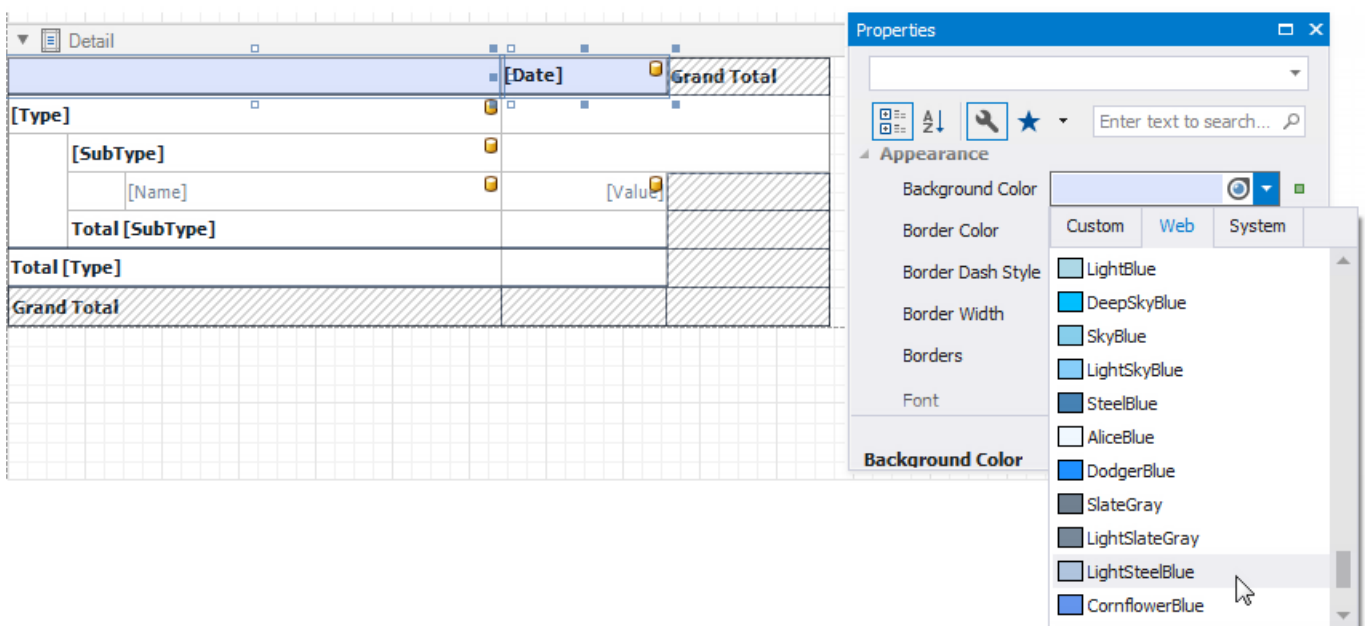 Detail
[Date]
Grand Total
[Type]
[SubType]
[Name]
[Value]
Total [SubType]
Total [Type]
Grand Total
Properties
Enter text to search...
Appearance
Background Color
Border Color
Border Dash Style
Border Width
Borders
Font
Background Color
Custom
Web
System
LightBlue
DeepSkyBlue
SkyBlue
LightSkyBlue
SteelBlue
AliceBlue
DodgerBlue
SlateGray
LightSlateGray
LightSteelBlue
CornflowerBlue